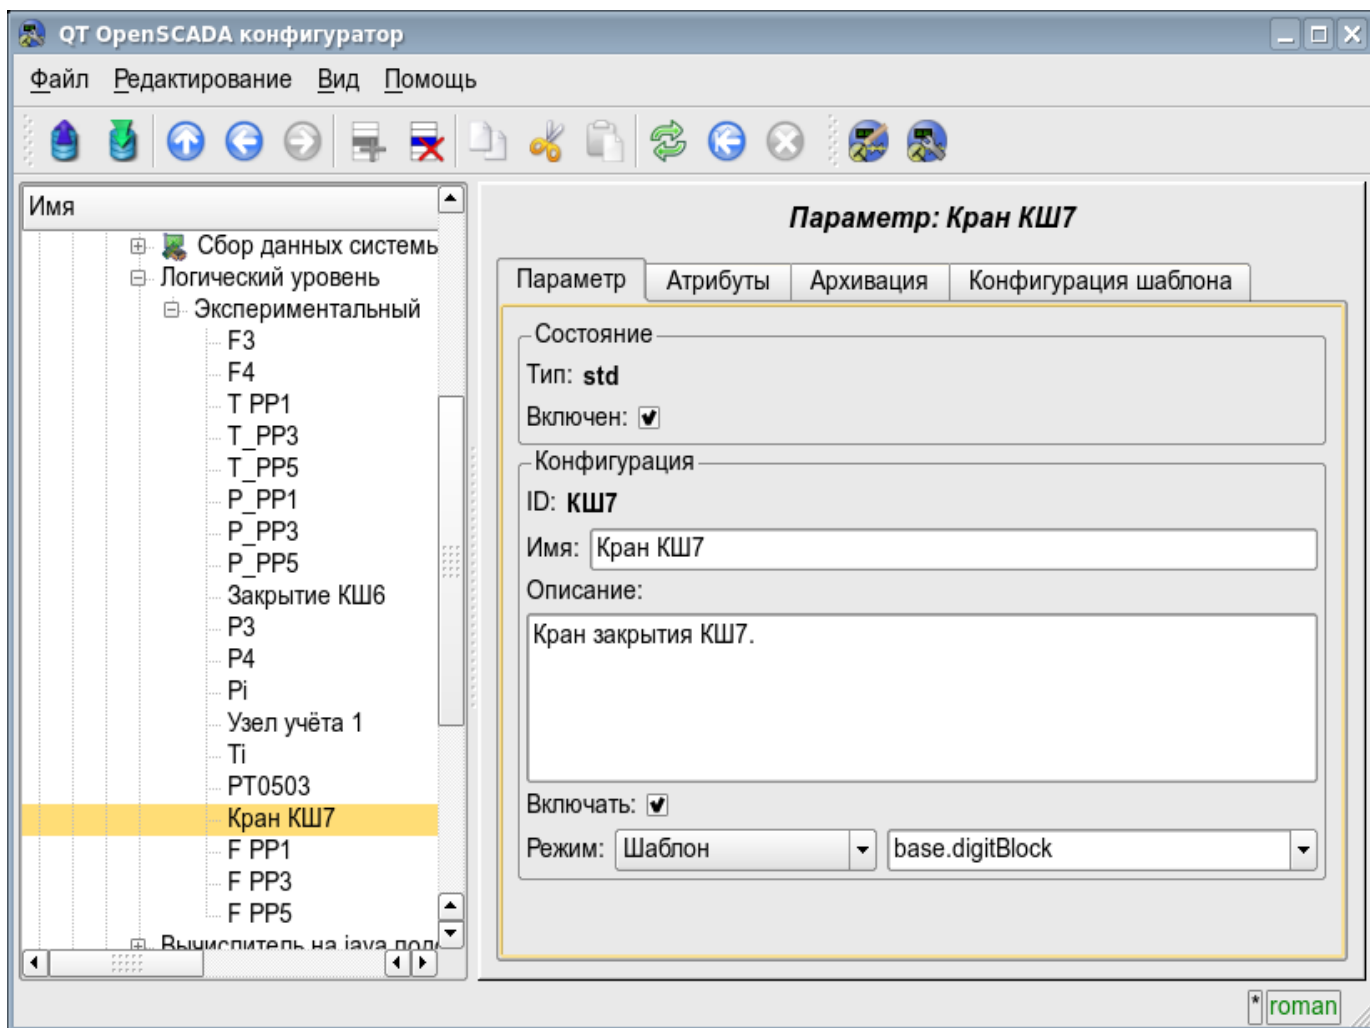 QT OpenSCADA конфигуратор
Файл Редактирование Вид Помощь
Имя
Сбор данных системы
Логический уровень
Экспериментальный
F3
F4
T PP1
T_PP3
T_PP5
P_PP1
P_PP3
P_PP5
Закрытие КШ6
P3
P4
Pi
Узел учёта 1
Ti
PT0503
Кран КШ7
F PP1
F PP3
F PP5
Вычислитель на java
Параметр: Кран КШ7
Параметр Атрибуты Архивация Конфигурация шаблона
Состояние
Тип: std
Включен:
Конфигурация
ID: КШ7
Имя: Кран КШ7
Описание:
Кран закрытия КШ7.
Включать:
Режим: Шаблон base.digitBlock
* roman